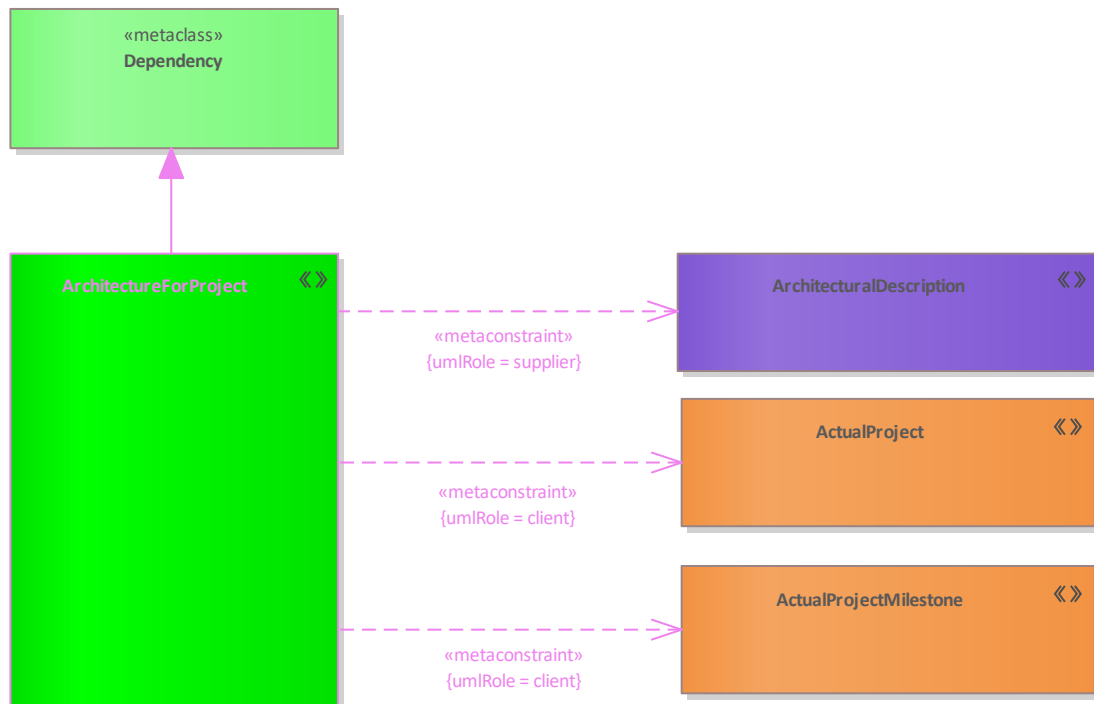 «metaclass»
Dependency
ArchitectureForProject «»
ArchitecturalDescription «»
«metaconstraint»
{umlRole = supplier}
ActualProject «»
«metaconstraint»
{umlRole = client}
ActualProjectMilestone «»
«metaconstraint»
{umlRole = client}